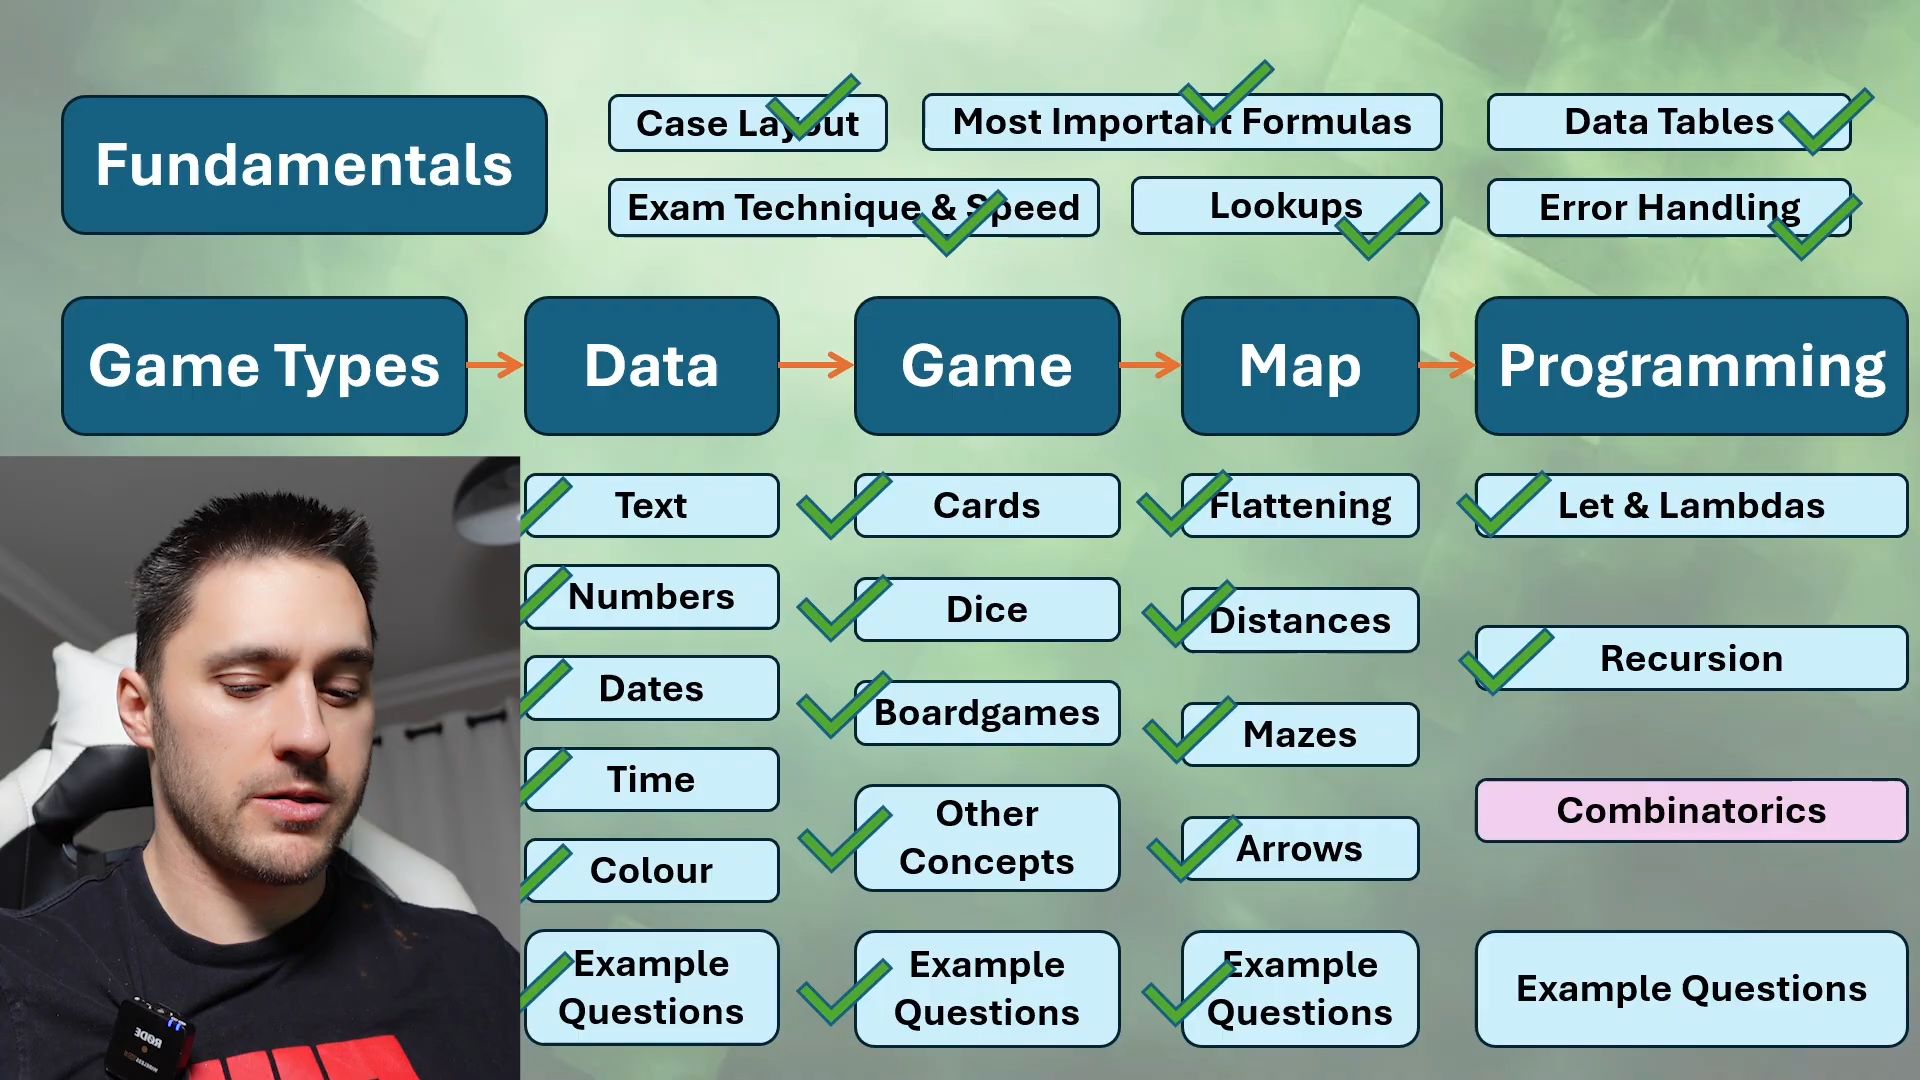 Fundamentals
Case Layout
Most Important Formulas
Data Tables
Exam Technique & Speed
Lookups
Error Handling
Game Types
Data
Game
Map
Programming
Text
Numbers
Dates
Time
Colour
Example
Questions
Cards
Dice
Boardgames
Other
Concepts
Example
Questions
Flattening
Distances
Mazes
Arrows
Example
Questions
Let & Lambdas
Recursion
Combinatorics
Example Questions
RØDE